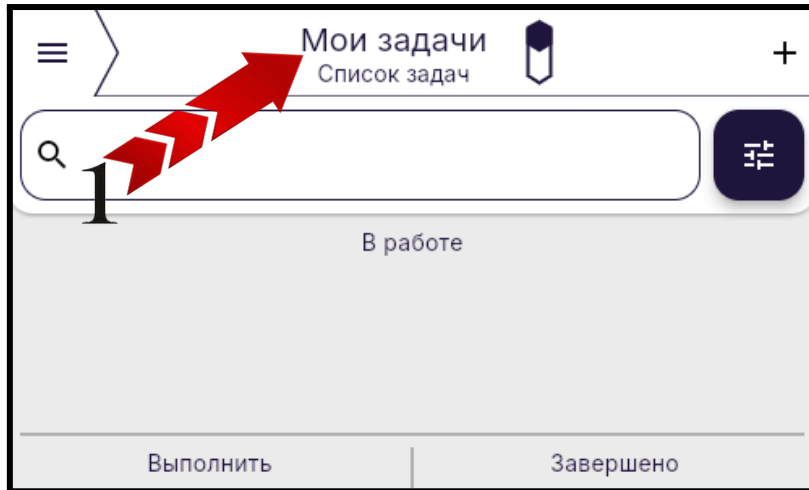 Мои задачи
Список задач
1
В работе
Выполнить
Завершено